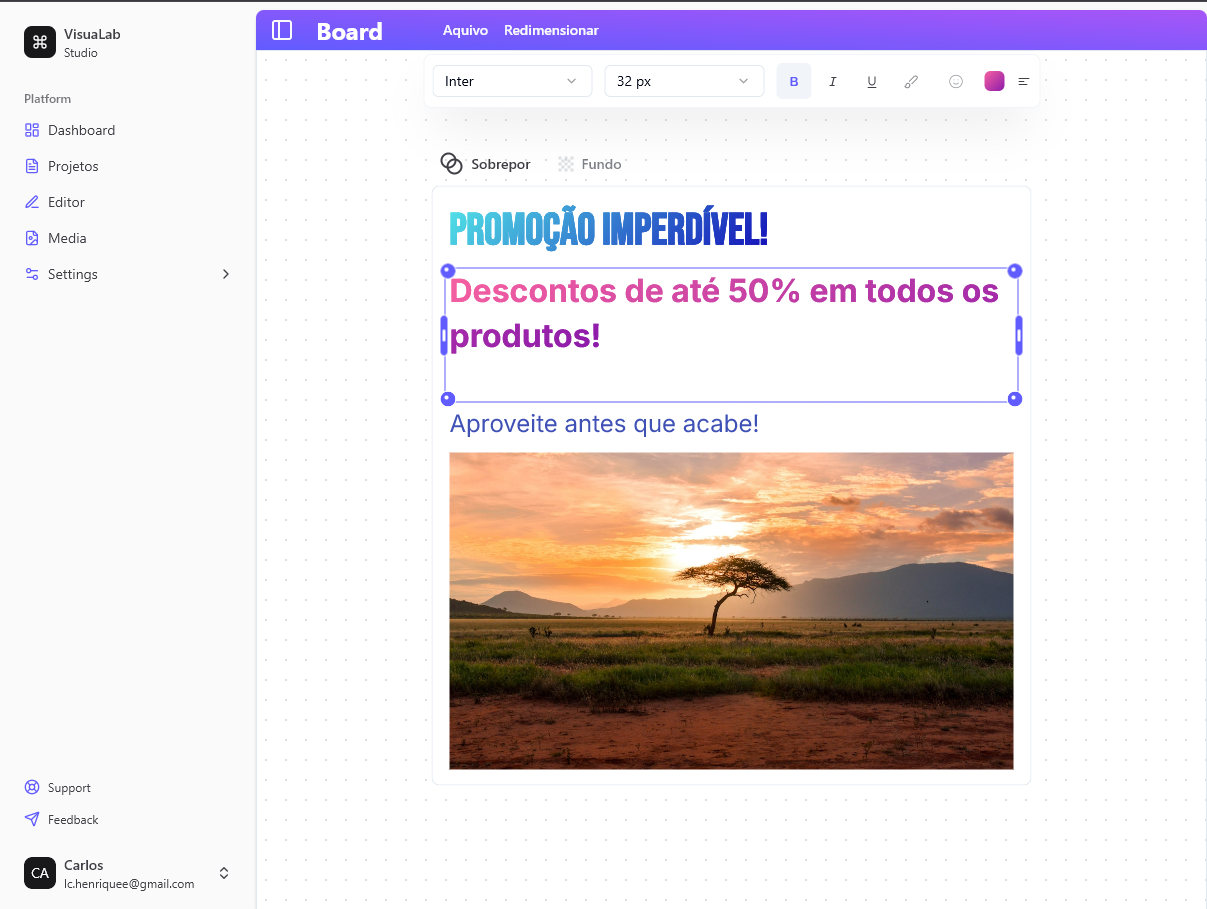 VisuaLab
Studio
Platform
Dashboard
Projetos
Editor
Media
Settings
Support
Feedback
CA
Carlos
lc.henriquee@gmail.com
Board
Aquivo Redimensionar
Inter 32 px B I U
Sobrepor Fundo
PROMOÇÃO IMPERDÍVEL!
Descontos de até 50% em todos os
produtos!
Aproveite antes que acabe!